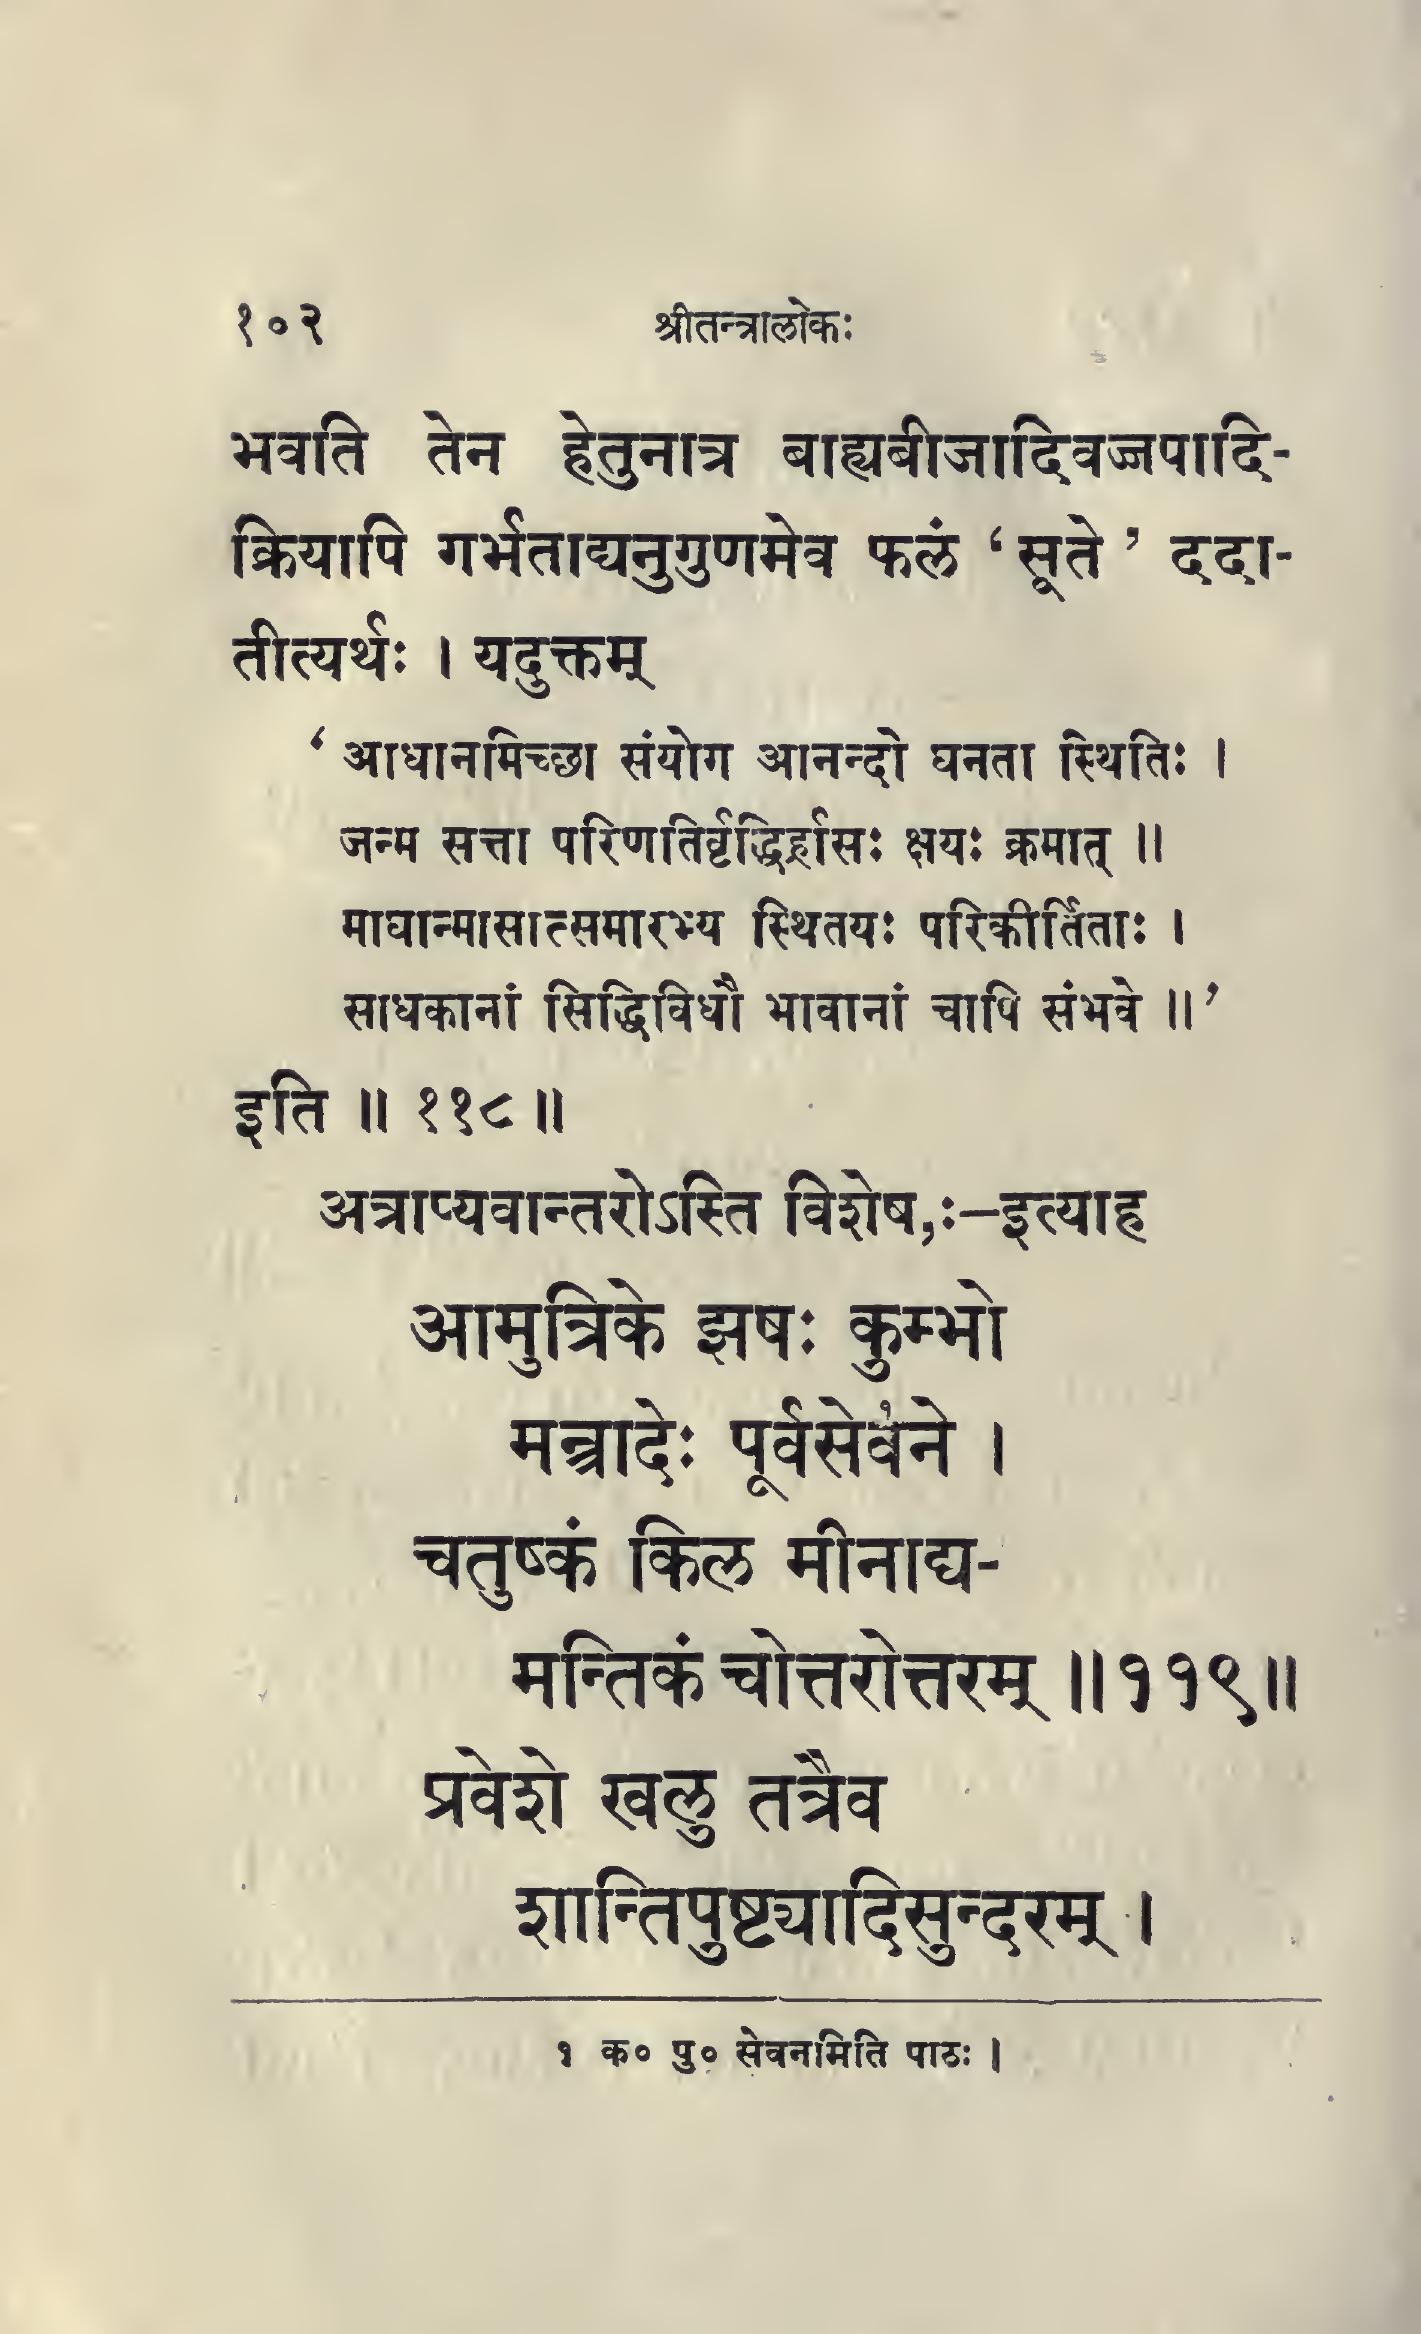 १०२ श्रीतन्त्रालोकः
भवति तेन हेतुनात्र बाह्यबीजादिवज्जपादि-
क्रियापि गर्भताद्यनुगुणमेव फलं ‘सूते’ ददा-
तीत्यर्थः । यदुक्तम्
‘आधानमिच्छा संयोग आनन्दो घनता स्थितिः ।
जन्म सत्ता परिणतिर्वृद्धिर्ह्रासः क्षयः क्रमात् ॥
माघान्मासात्समारभ्य स्थितयः परिकीर्तिताः ।
साधकानां सिद्धिविधौ भावानां चापि संभवे ॥’
इति ॥ ११८ ॥
अत्राप्यवान्तरोऽस्ति विशेष,ः–इत्याह
आमुत्रिके झषः कुम्भो
मन्त्रादेः पूर्वसेव१ने ।
चतुष्कं किल मीनाद्य-
मन्तिकं चोत्तरोत्तरम् ॥११९॥
प्रवेशे खलु तत्रैव
शान्तिपुष्ट्यादिसुन्दरम् ।
१ क० पु० सेवनमिति पाठः ।